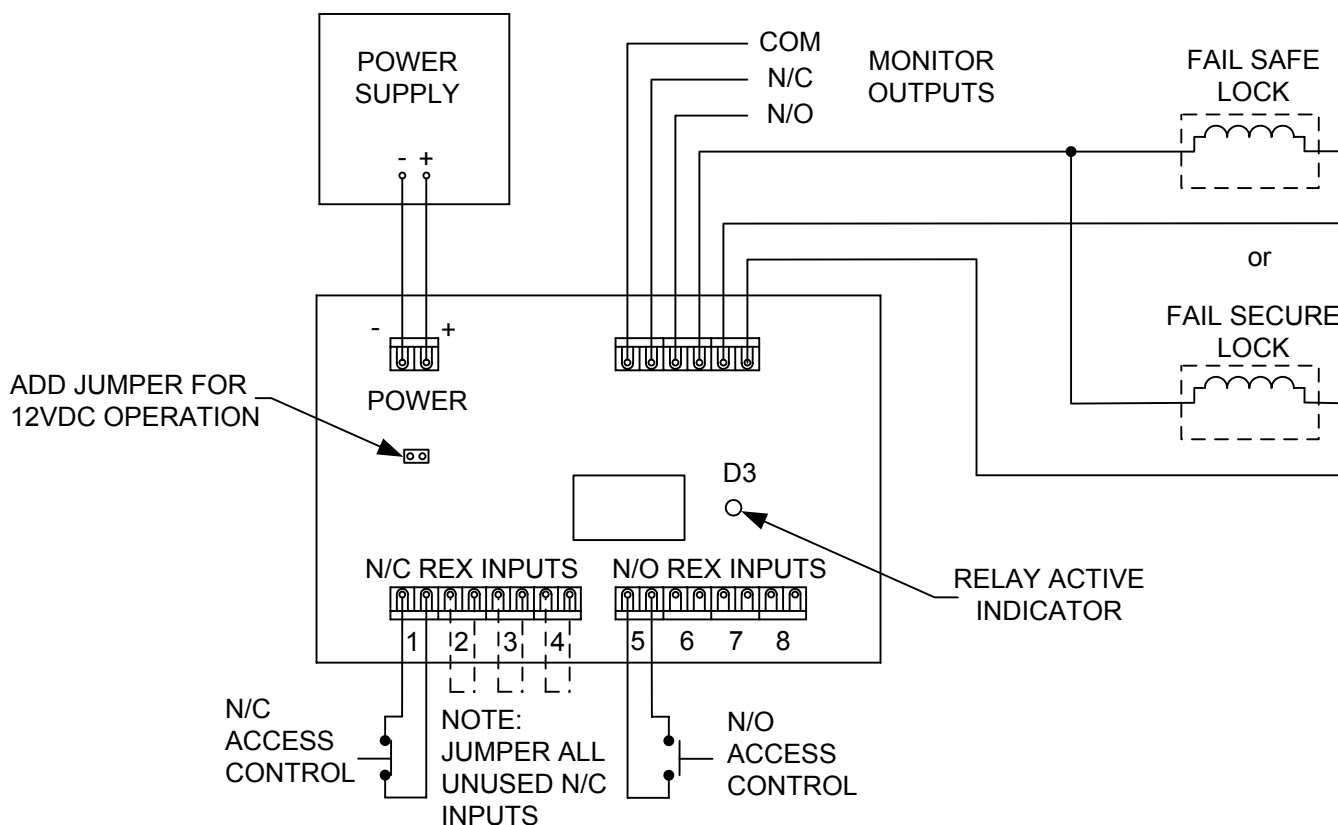 POWER
SUPPLY
- +
COM
N/C
N/O
MONITOR
OUTPUTS
FAIL SAFE
LOCK
or
FAIL SECURE
LOCK
- +
POWER
ADD JUMPER FOR
12VDC OPERATION
D3
RELAY ACTIVE
INDICATOR
N/C REX INPUTS
N/O REX INPUTS
1 2 3 4
5 6 7 8
N/C
ACCESS
CONTROL
NOTE:
JUMPER ALL
UNUSED N/C
INPUTS
N/O
ACCESS
CONTROL